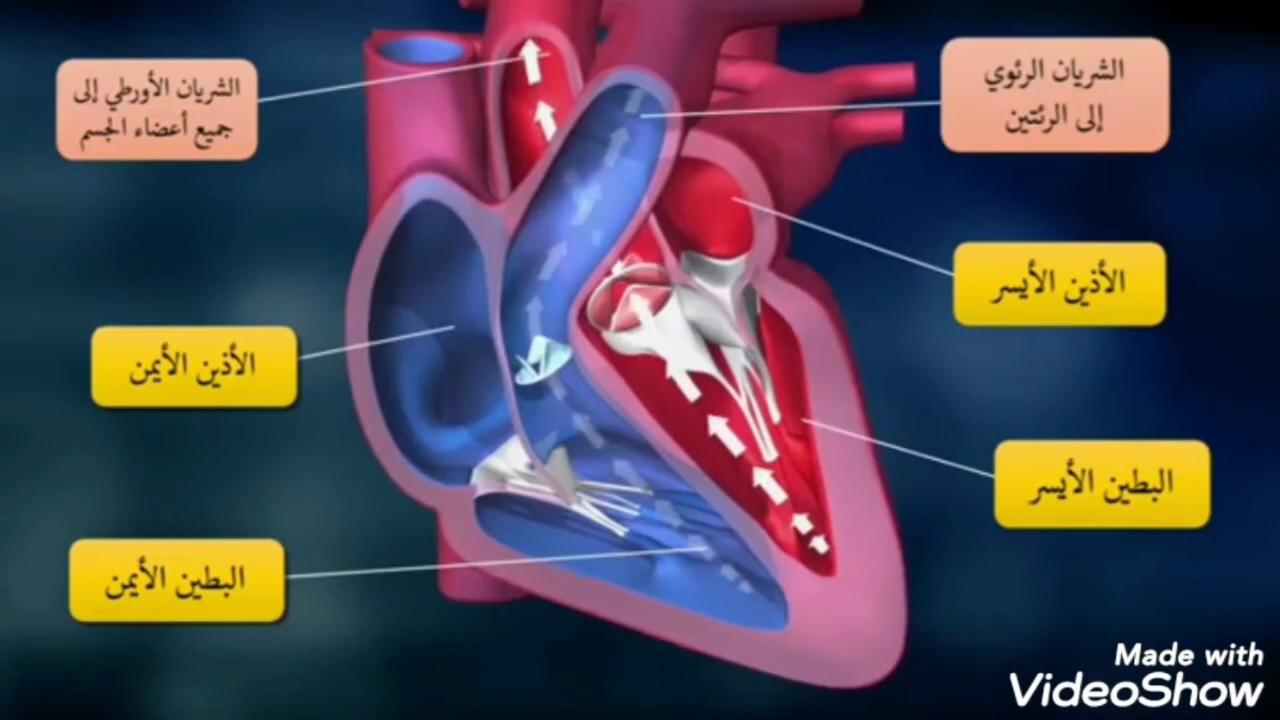 الشريان الأورطي إلى
جميع أعضاء الجسم
الشريان الرئوي
إلى الرئتين
الأذين الأيسر
الأذين الأيمن
البطين الأيسر
البطين الأيمن
Made with
VideoShow